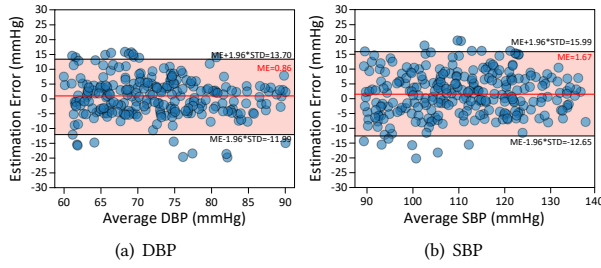 30
25
20
15
10
5
0
-5
-10
-15
-20
-25
-30
Estimation Error (mmHg)
ME+1.96*STD=13.70
ME=0.86
ME-1.96*STD=-11.99
60 65 70 75 80 85 90
Average DBP (mmHg)
(a) DBP
30
25
20
15
10
5
0
-5
-10
-15
-20
-25
-30
Estimation Error (mmHg)
ME+1.96*STD=15.99
ME=1.67
ME-1.96*STD=-12.65
90 100 110 120 130 140
Average SBP (mmHg)
(b) SBP